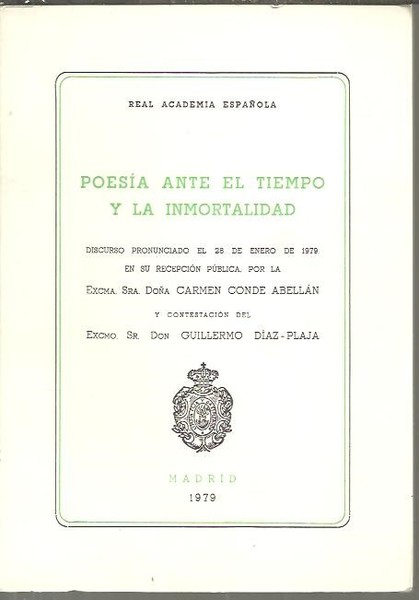 REAL ACADEMIA ESPAÑOLA
POESÍA ANTE EL TIEMPO
Y LA INMORTALIDAD
DISCURSO PRONUNCIADO EL 28 DE ENERO DE 1979
EN SU RECEPCIÓN PÚBLICA, POR LA
EXCMA. SRA. DOÑA CARMEN CONDE ABELLÁN
Y CONTESTACIÓN DEL
EXCMO. SR. DON GUILLERMO DÍAZ-PLAJA
MADRID
1979